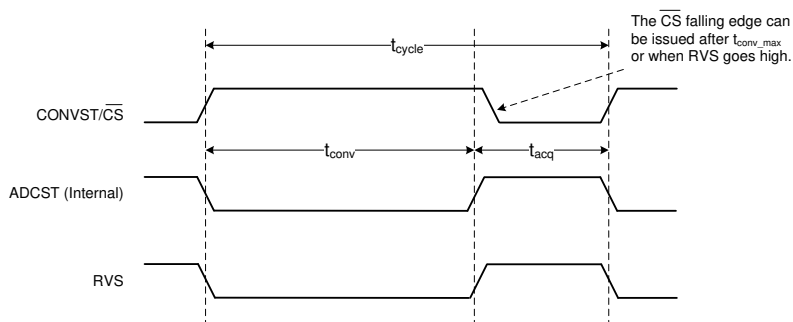 The CS falling edge can
be issued after tconv_max
or when RVS goes high.
tcycle
CONVST/CS
tconv
tacq
ADCST (Internal)
RVS